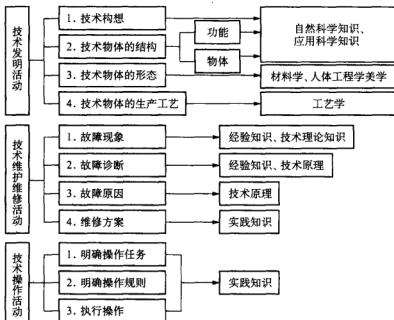 技术发明活动
1.技术构想
2.技术物体的结构
功能
物体
自然科学知识、
应用科学知识
3.技术物体的形态
材料学、人体工程学美学
4.技术物体的生产工艺
工艺学
技术维护维修活动
1.故障现象
经验知识、技术理论知识
2.故障诊断
经验知识、技术原理
3.故障原因
技术原理
4.维修方案
实践知识
技术操作活动
1.明确操作任务
2.明确操作规则
实践知识
3.执行操作